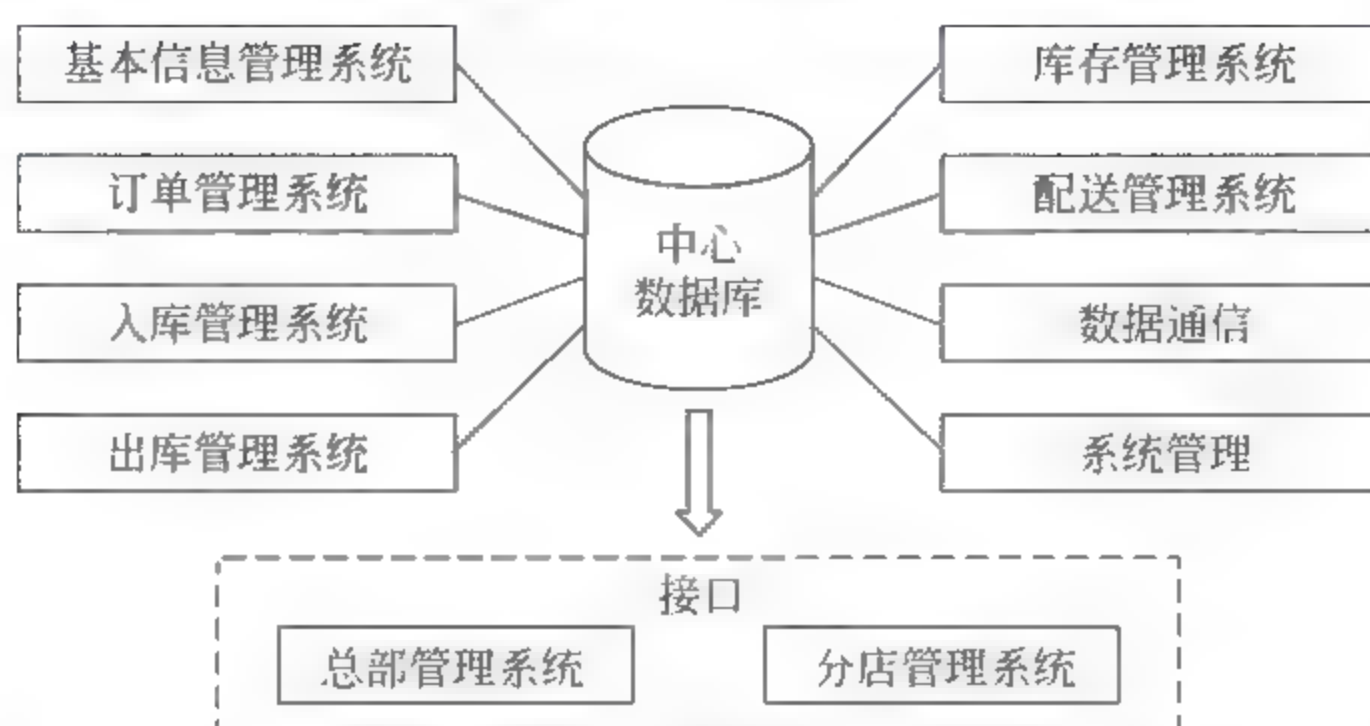 基本信息管理系统
库存管理系统
订单管理系统
配送管理系统
中心
数据库
入库管理系统
数据通信
出库管理系统
系统管理
接口
总部管理系统
分店管理系统